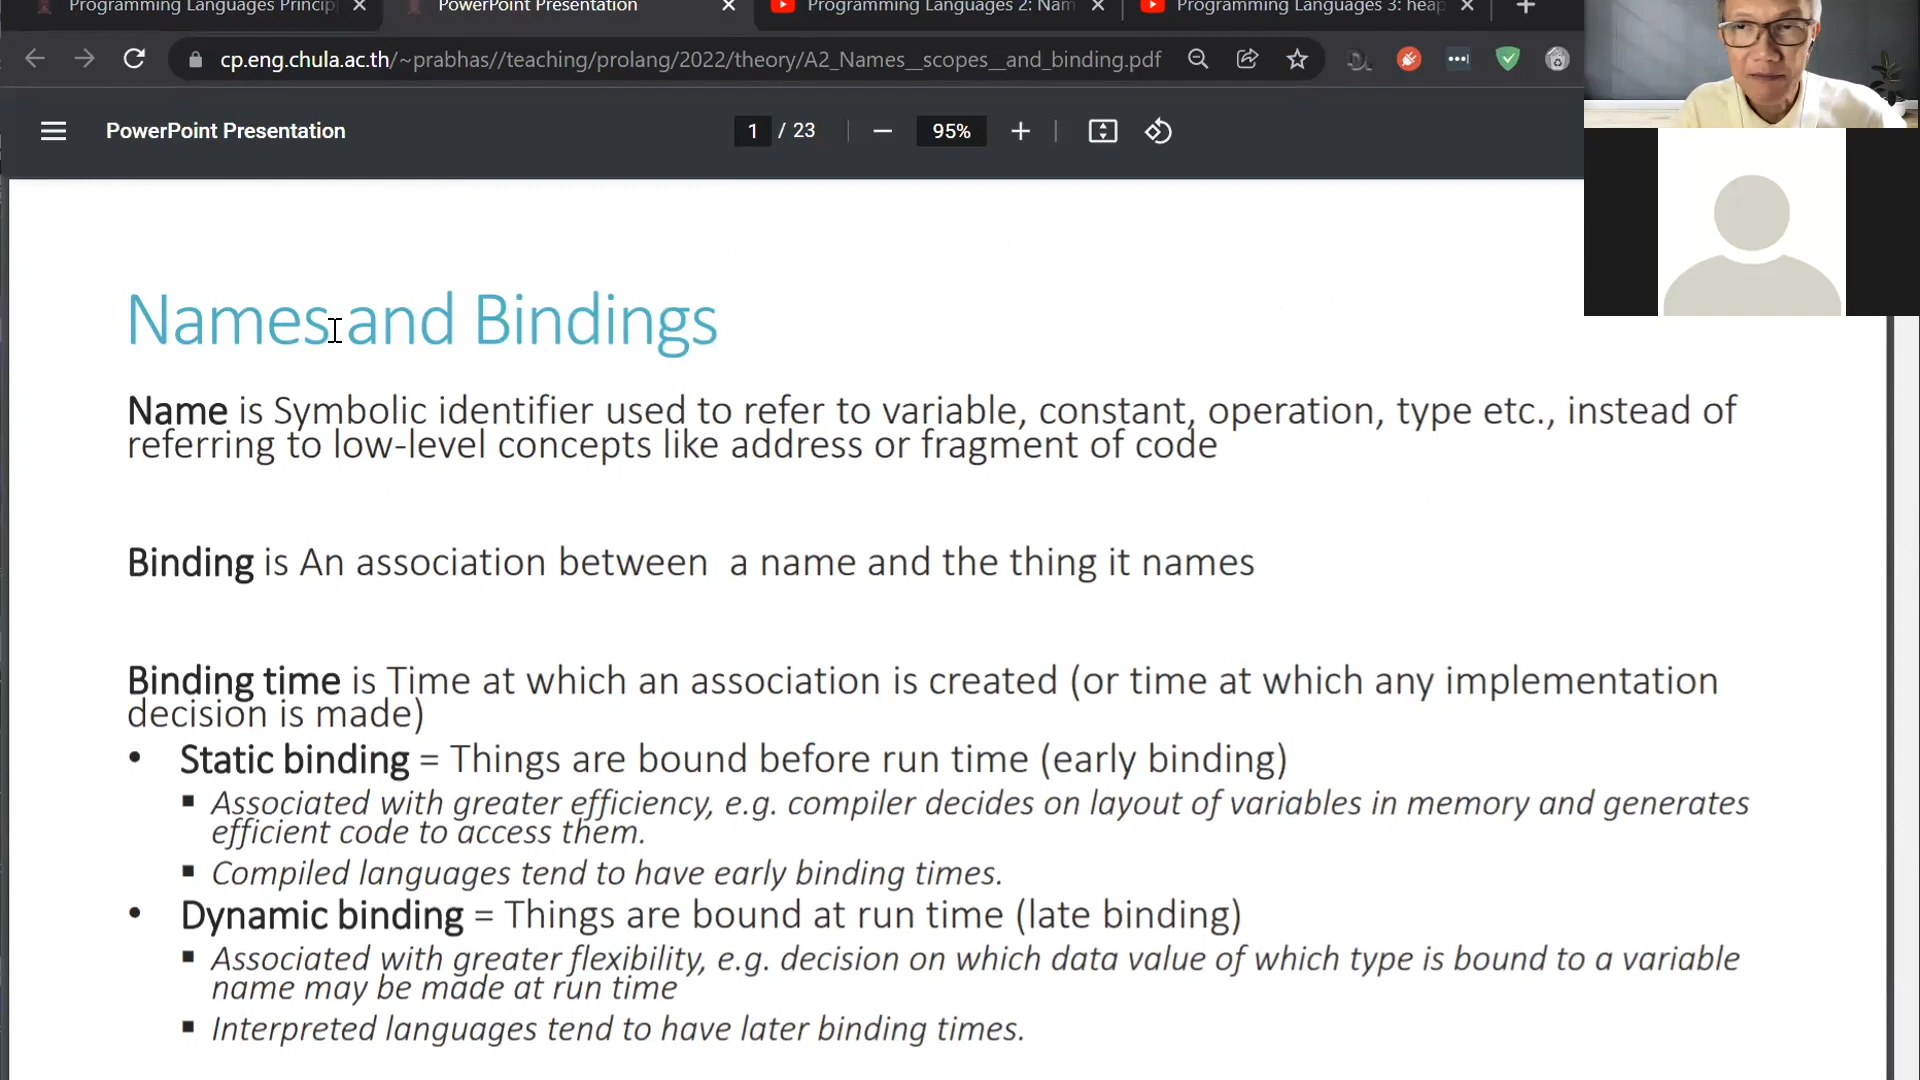 Programming Languages Princip
PowerPoint Presentation
Programming Languages 2: Nam
Programming Languages 3: heap
cp.eng.chula.ac.th/~prabhas//teaching/prolang/2022/theory/A2_Names__scopes__and_binding.pdf
PowerPoint Presentation
1 / 23
95%
Names and Bindings
Name is Symbolic identifier used to refer to variable, constant, operation, type etc., instead of
referring to low-level concepts like address or fragment of code
Binding is An association between a name and the thing it names
Binding time is Time at which an association is created (or time at which any implementation
decision is made)
• Static binding = Things are bound before run time (early binding)
▪ Associated with greater efficiency, e.g. compiler decides on layout of variables in memory and generates
efficient code to access them.
▪ Compiled languages tend to have early binding times.
• Dynamic binding = Things are bound at run time (late binding)
▪ Associated with greater flexibility, e.g. decision on which data value of which type is bound to a variable
name may be made at run time
▪ Interpreted languages tend to have later binding times.